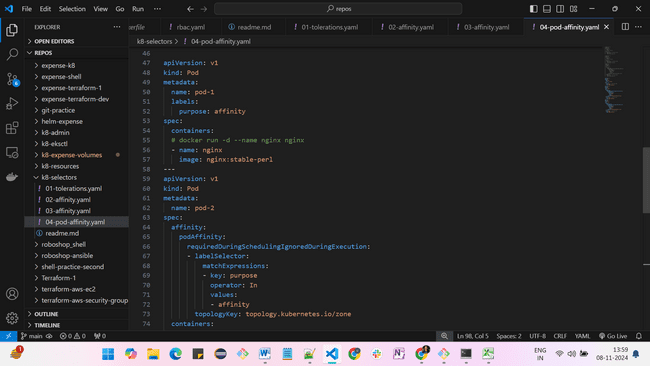 File Edit Selection View Go Run ···
repos
EXPLORER ···
OPEN EDITORS
REPOS
expense-k8
expense-shell
expense-terraform-1
expense-terraform-dev
git-practice
helm-expense
k8-admin
k8-eksctl
k8-expense-volumes
k8-resources
k8-selectors
01-tolerations.yaml
02-affinity.yaml
03-affinity.yaml
04-pod-affinity.yaml
readme.md
roboshop_shell
roboshop-ansible
shell-practice-second
Terraform-1
terraform-aws-ec2
terraform-aws-security-group
OUTLINE
TIMELINE
erfile rbac.yaml readme.md 01-tolerations.yaml 02-affinity.yaml 03-affinity.yaml 04-pod-affinity.yaml
k8-selectors > 04-pod-affinity.yaml
46
47 apiVersion: v1
48 kind: Pod
49 metadata:
50 name: pod-1
51 labels:
52 purpose: affinity
53 spec:
54 containers:
55 # docker run -d --name nginx nginx
56 - name: nginx
57 image: nginx:stable-perl
58 ---
59 apiVersion: v1
60 kind: Pod
61 metadata:
62 name: pod-2
63 spec:
64 affinity:
65 podAffinity:
66 requiredDuringSchedulingIgnoredDuringExecution:
67 - labelSelector:
68 matchExpressions:
69 - key: purpose
70 operator: In
71 values:
72 - affinity
73 topologyKey: topology.kubernetes.io/zone
74 containers:
main 0 0 0 Ln 98, Col 5 Spaces: 2 UTF-8 CRLF YAML Go Live
ENG
IN
13:59
08-11-2024